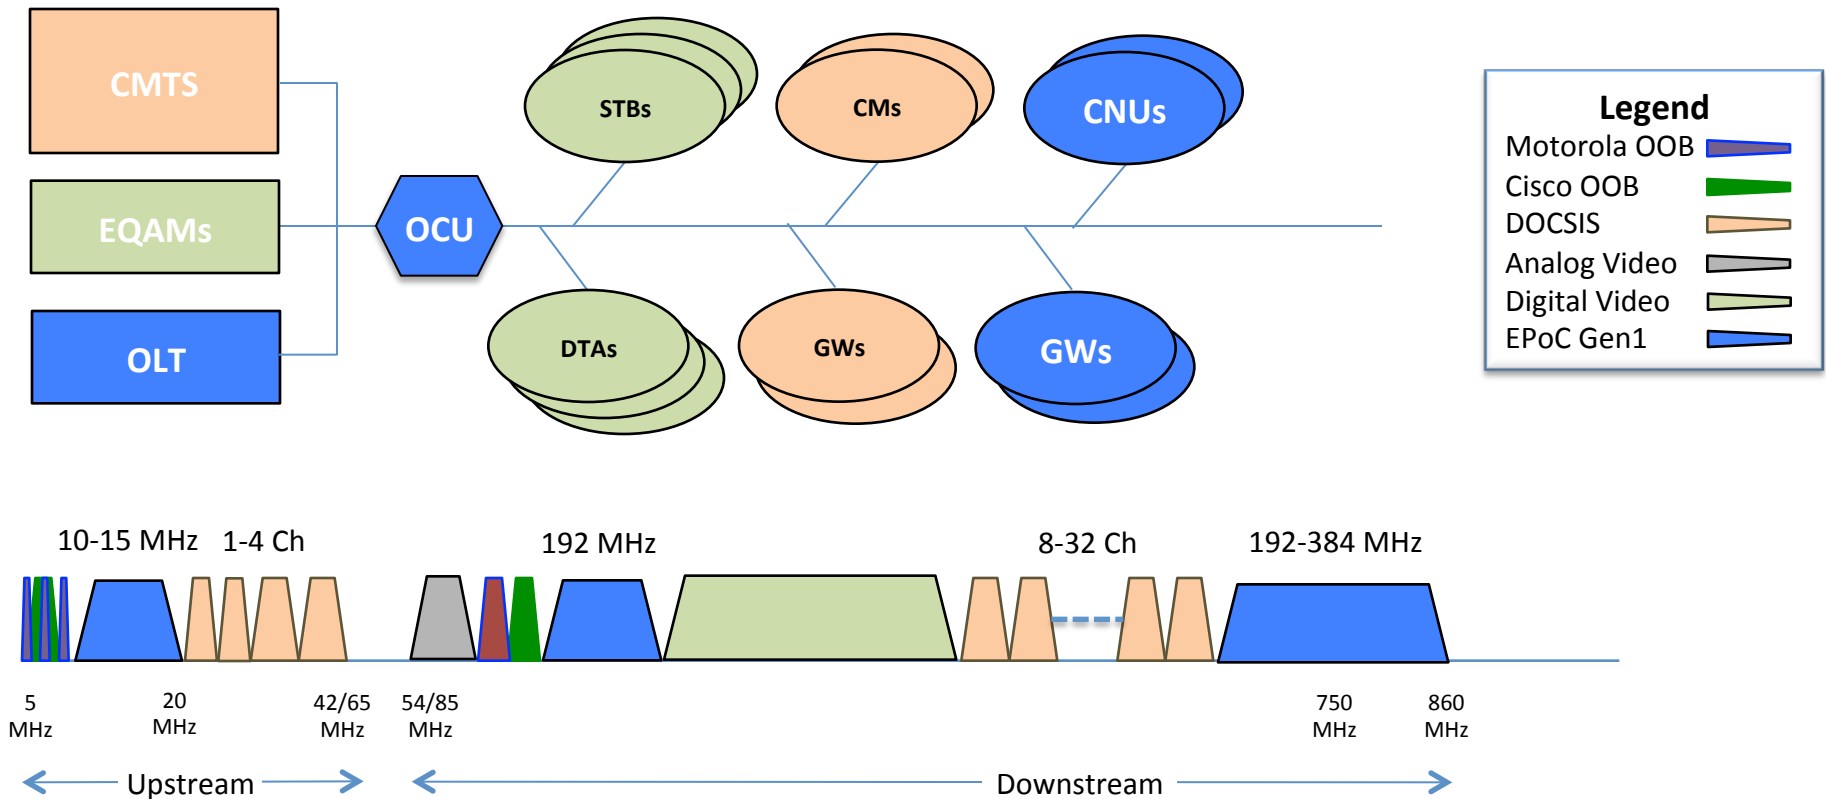 CMTS
EQAMs
OLT
OCU
STBs
CMs
CNUs
DTAs
GWs
GWs
Legend
Motorola OOB
Cisco OOB
DOCSIS
Analog Video
Digital Video
EPoC Gen1
10-15 MHz
1-4 Ch
192 MHz
8-32 Ch
192-384 MHz
5
MHz
20
MHz
42/65
MHz
54/85
MHz
750
MHz
860
MHz
Upstream
Downstream